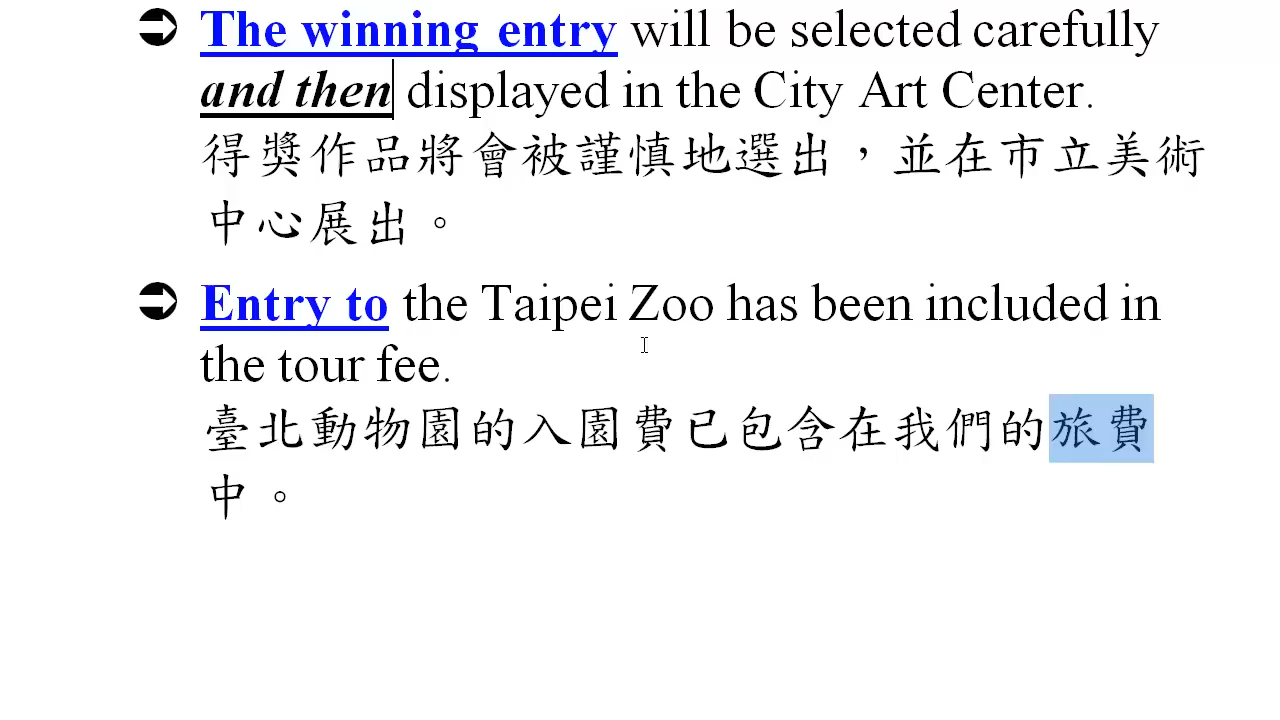 ➲ The winning entry will be selected carefully
and then displayed in the City Art Center.
得獎作品將會被謹慎地選出，並在市立美術
中心展出。
➲ Entry to the Taipei Zoo has been included in
the tour fee.
臺北動物園的入園費已包含在我們的旅費
中。